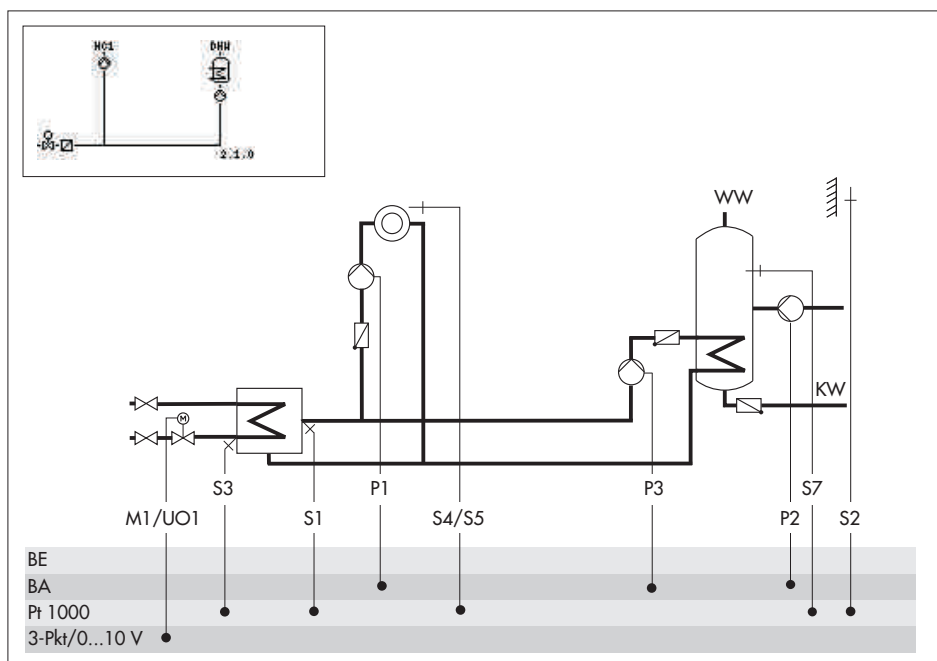 HC1 DHW
2.1.0
WW
KW
S3 P1 P3 S7
M1/UO1 S1 S4/S5 P2 S2
BE
BA
Pt 1000
3-Pkt/0...10 V
M